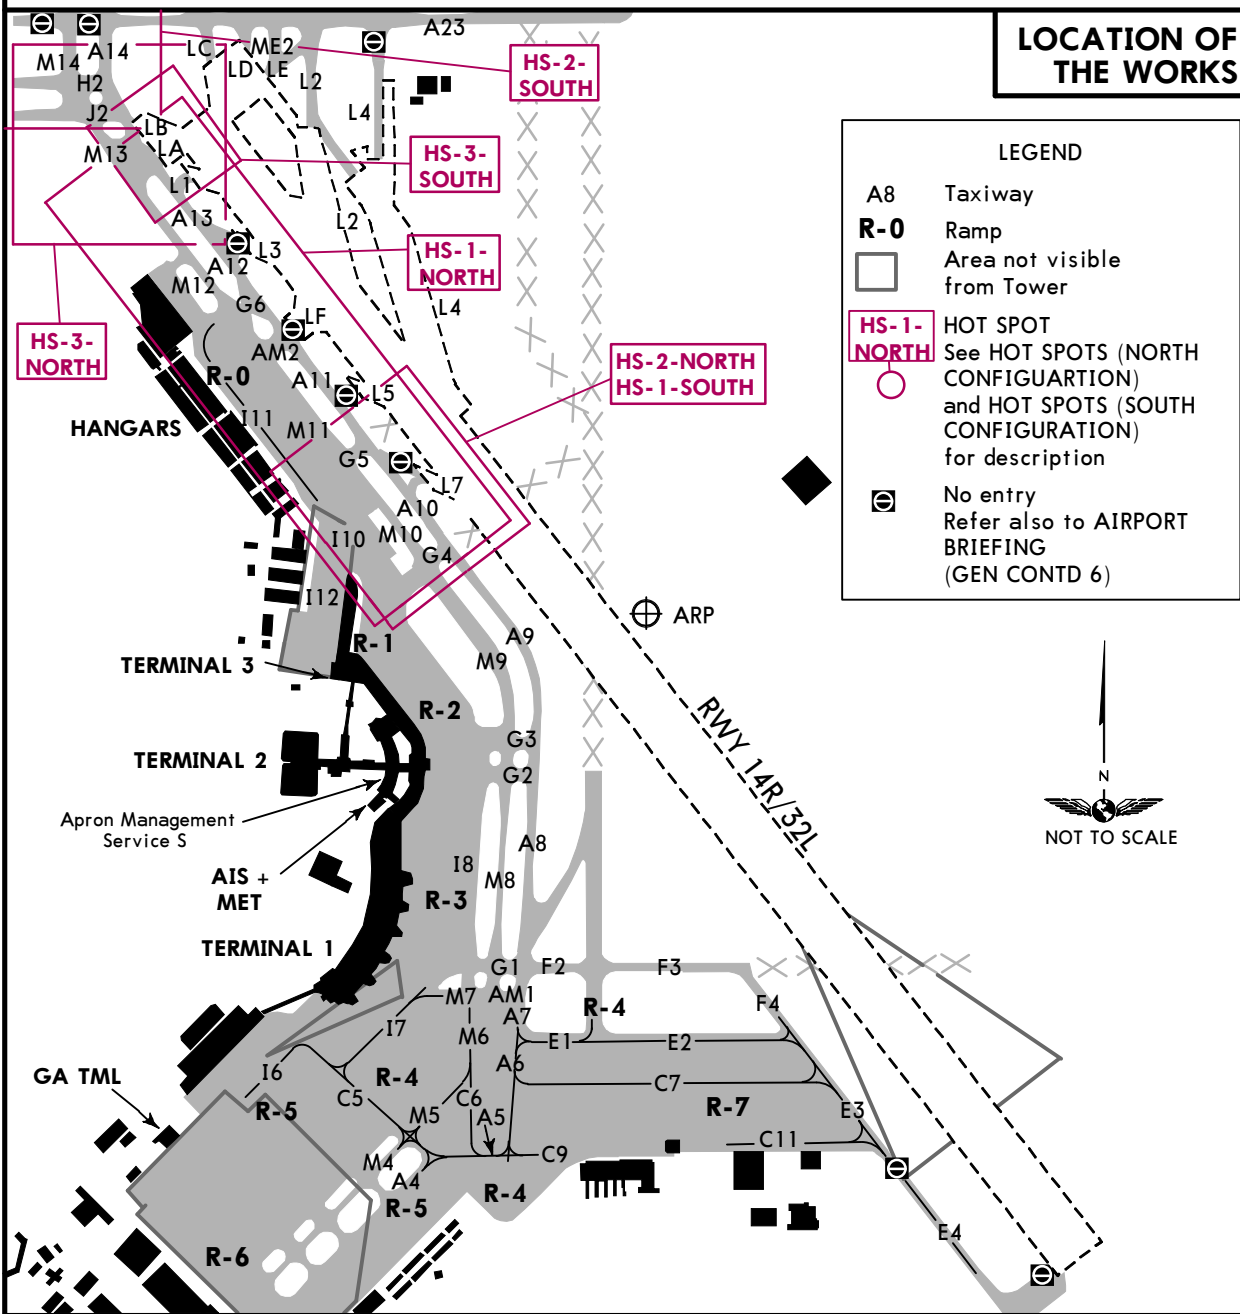 LOCATION OF
THE WORKS
A23
ME2
LC
A14
M14
H2
LD
LE
L2
HS-2-
SOUTH
J2
LB
L4
LA
M13
HS-3-
SOUTH
L1
A13
L2
L3
HS-1-
NORTH
A12
M12
G6
LF
L4
HS-3-
NORTH
AM2
HS-2-NORTH
HS-1-SOUTH
R-0
A11
L5
HANGARS
I11
M11
G5
L7
A10
I10
M10
G4
I12
ARP
R-1
A9
TERMINAL 3
M9
R-2
G3
RWY 14R/32L
TERMINAL 2
G2
Apron Management
Service S
A8
I8
AIS +
MET
M8
R-3
TERMINAL 1
G1
F2
F3
M7
AM1
R-4
F4
A7
I7
M6
E1
E2
I6
A6
GA TML
R-4
C7
C5
C6
R-5
M5
A5
R-7
E3
C11
C9
M4
A4
R-4
R-5
E4
R-6
LEGEND
A8 Taxiway
R-0 Ramp
Area not visible
from Tower
HS-1-
NORTH
HOT SPOT
See HOT SPOTS (NORTH
CONFIGUARTION)
and HOT SPOTS (SOUTH
CONFIGURATION)
for description
No entry
Refer also to AIRPORT
BRIEFING
(GEN CONTD 6)
N
NOT TO SCALE